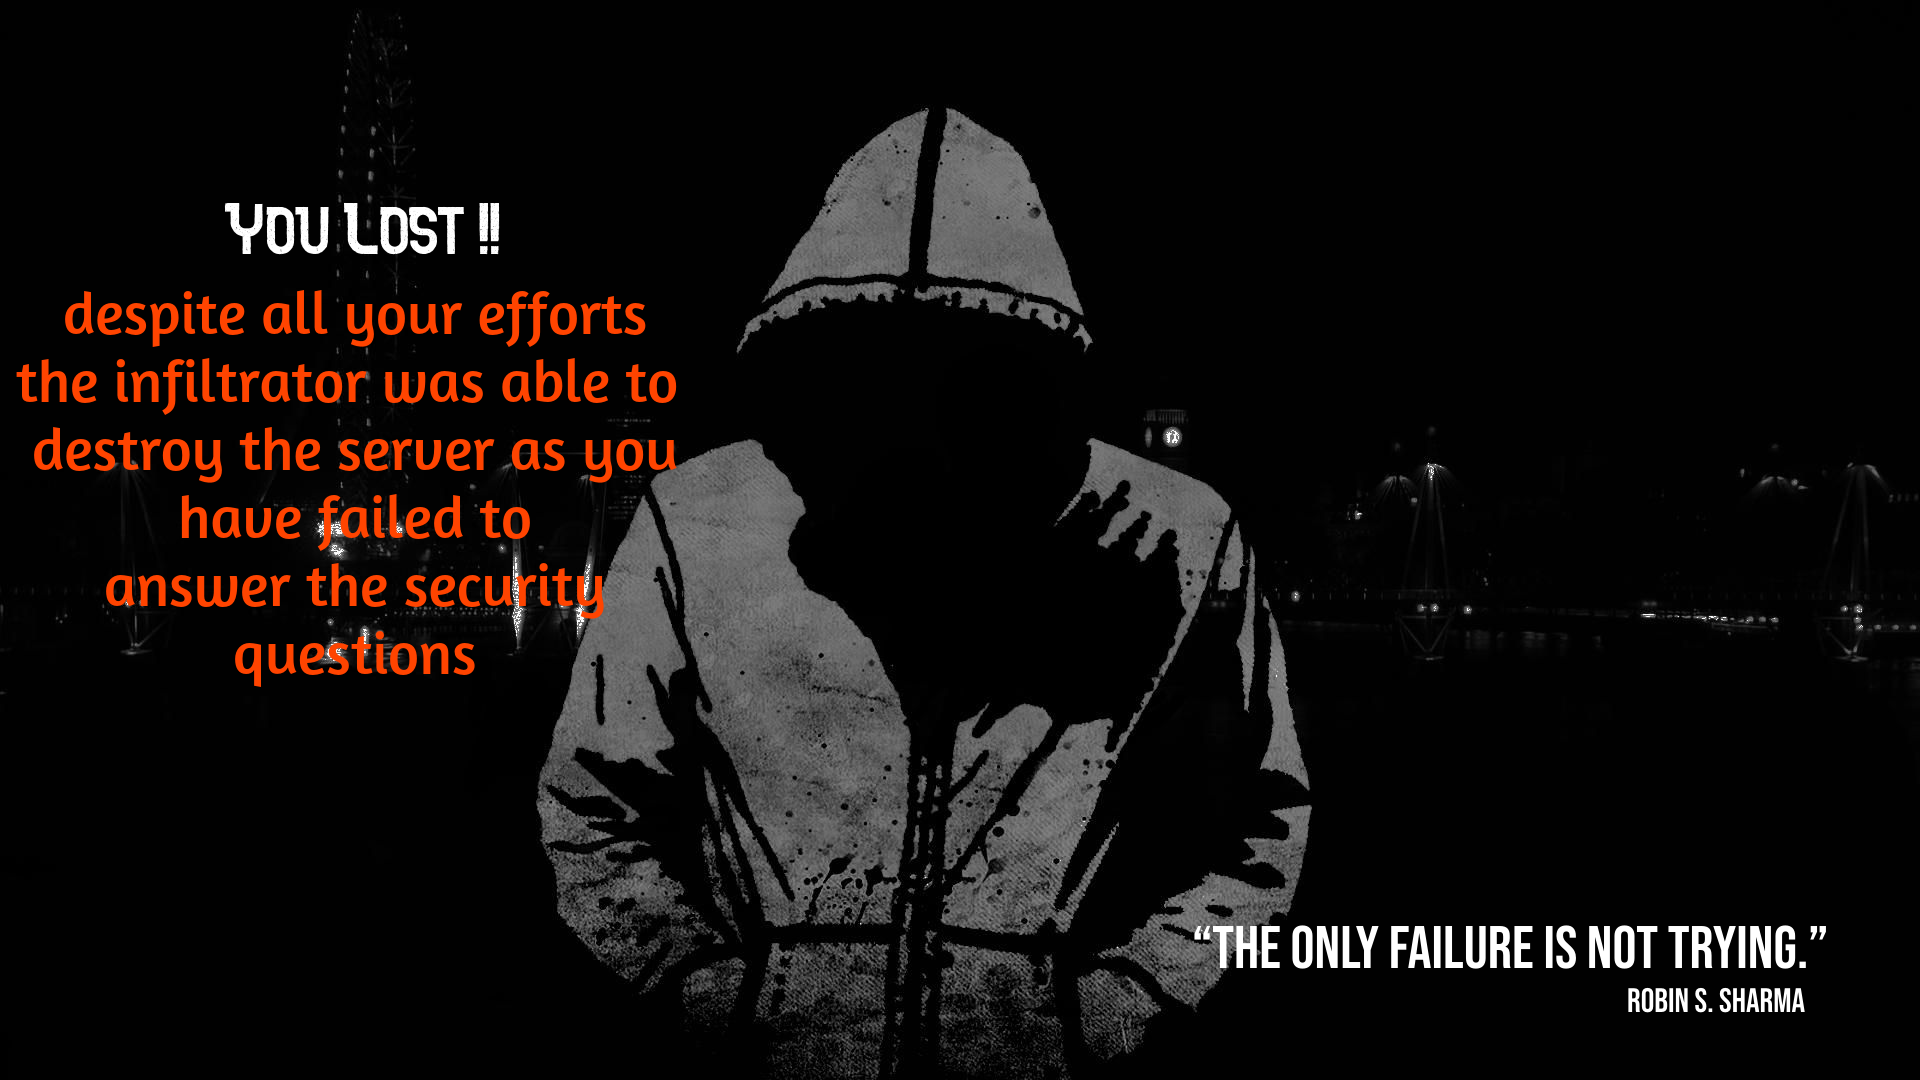 You Lost !!
despite all your efforts
the infiltrator was able to
destroy the server as you
have failed to
answer the security
questions
“THE ONLY FAILURE IS NOT TRYING.”
ROBIN S. SHARMA